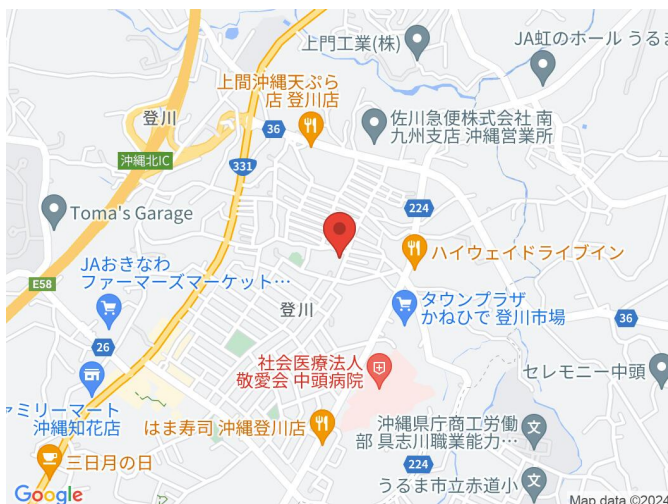 上門工業(株)
JA虹のホール うるま
上間沖縄天ぷら
店 登川店
登川
36
佐川急便株式会社 南
九州支店 沖縄営業所
沖縄北IC
331
224
Toma's Garage
ハイウェイドライブイン
JAおきなわ
ファーマーズマーケット…
E58
登川
タウンプラザ
かねひで 登川市場
36
26
社会医療法人
敬愛会 中頭病院
セレモニー中頭
ァミリーマート
沖縄知花店
はま寿司 沖縄登川店
沖縄県庁商工労働
部 具志川職業能力…
三日月の日
224
うるま市立赤道小
文
文
Google
Map data ©2024